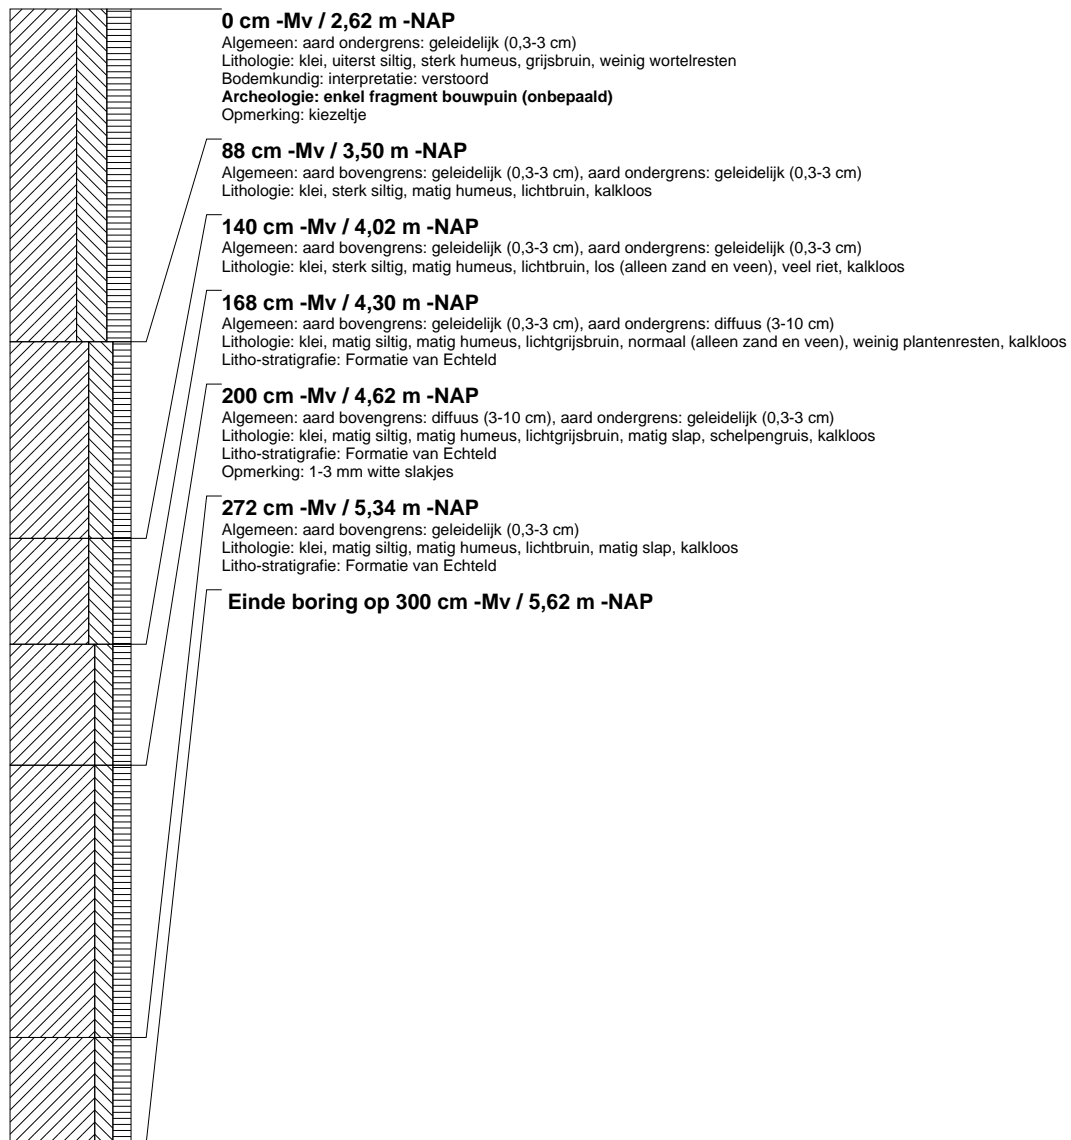 0 cm -Mv / 2,62 m -NAP
Algemeen: aard ondergrens: geleidelijk (0,3-3 cm)
Lithologie: klei, uiterst siltig, sterk humeus, grijsbruin, weinig wortelresten
Bodemkundig: interpretatie: verstoord
Archeologie: enkel fragment bouwpuin (onbepaald)
Opmerking: kiezeltje
88 cm -Mv / 3,50 m -NAP
Algemeen: aard bovengrens: geleidelijk (0,3-3 cm), aard ondergrens: geleidelijk (0,3-3 cm)
Lithologie: klei, sterk siltig, matig humeus, lichtbruin, kalkloos
140 cm -Mv / 4,02 m -NAP
Algemeen: aard bovengrens: geleidelijk (0,3-3 cm), aard ondergrens: geleidelijk (0,3-3 cm)
Lithologie: klei, sterk siltig, matig humeus, lichtbruin, los (alleen zand en veen), veel riet, kalkloos
168 cm -Mv / 4,30 m -NAP
Algemeen: aard bovengrens: geleidelijk (0,3-3 cm), aard ondergrens: diffuus (3-10 cm)
Lithologie: klei, matig siltig, matig humeus, lichtgrijsbruin, normaal (alleen zand en veen), weinig plantenresten, kalkloos
Litho-stratigrafie: Formatie van Echteld
200 cm -Mv / 4,62 m -NAP
Algemeen: aard bovengrens: diffuus (3-10 cm), aard ondergrens: geleidelijk (0,3-3 cm)
Lithologie: klei, matig siltig, matig humeus, lichtgrijsbruin, matig slap, schelpengruis, kalkloos
Litho-stratigrafie: Formatie van Echteld
Opmerking: 1-3 mm witte slakjes
272 cm -Mv / 5,34 m -NAP
Algemeen: aard bovengrens: geleidelijk (0,3-3 cm)
Lithologie: klei, matig siltig, matig humeus, lichtbruin, matig slap, kalkloos
Litho-stratigrafie: Formatie van Echteld
Einde boring op 300 cm -Mv / 5,62 m -NAP